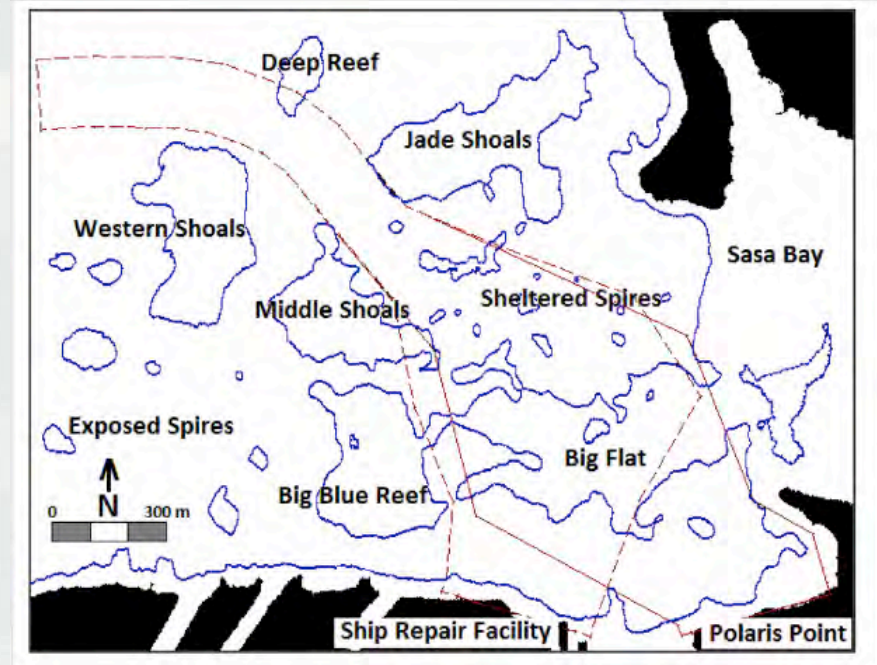 Deep Reef
Jade Shoals
Western Shoals
Sasa Bay
Sheltered Spires
Middle Shoals
Exposed Spires
Big Flat
Big Blue Reef
N
0 300 m
Ship Repair Facility
Polaris Point